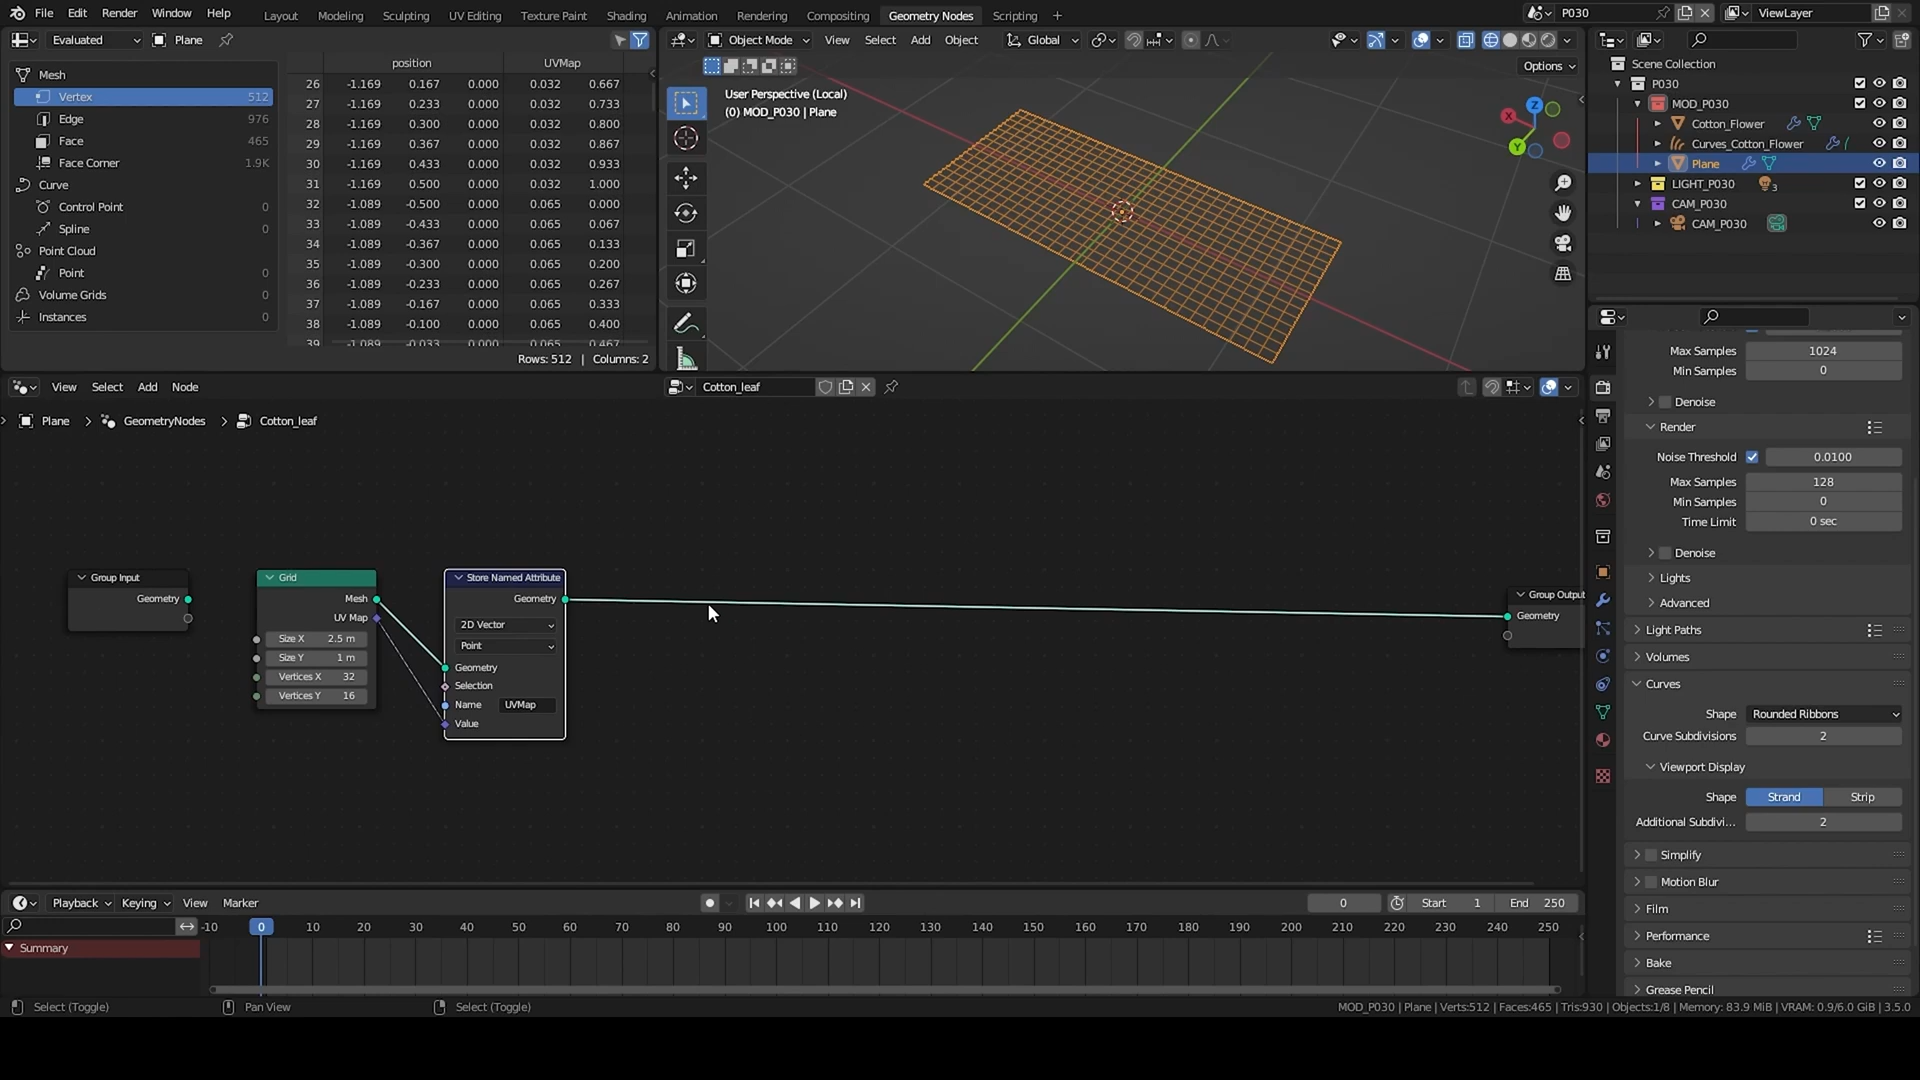 File Edit Render Window Help Layout Modeling Sculpting UV Editing Texture Paint Shading Animation Rendering Compositing Geometry Nodes Scripting + P030 ViewLayer
Evaluated Plane
Mesh
Vertex 512
Edge 976
Face 465
Face Corner 1.9K
Curve
Control Point 0
Spline 0
Point Cloud
Point 0
Volume Grids 0
Instances 0
position UVMap
26 -1.169 0.167 0.000 0.032 0.667
27 -1.169 0.233 0.000 0.032 0.733
28 -1.169 0.300 0.000 0.032 0.800
29 -1.169 0.367 0.000 0.032 0.867
30 -1.169 0.433 0.000 0.032 0.933
31 -1.169 0.500 0.000 0.032 1.000
32 -1.089 -0.500 0.000 0.065 0.000
33 -1.089 -0.433 0.000 0.065 0.067
34 -1.089 -0.367 0.000 0.065 0.133
35 -1.089 -0.300 0.000 0.065 0.200
36 -1.089 -0.233 0.000 0.065 0.267
37 -1.089 -0.167 0.000 0.065 0.333
38 -1.089 -0.100 0.000 0.065 0.400
39 -1.089 -0.033 0.000 0.065 0.467
Rows: 512 | Columns: 2
Object Mode View Select Add Object Global
Options
User Perspective (Local)
(0) MOD_P030 | Plane
X Z Y
Scene Collection
P030
MOD_P030
Cotton_Flower
Curves_Cotton_Flower
Plane
LIGHT_P030 3
CAM_P030
CAM_P030
View Select Add Node Cotton_leaf
Plane > GeometryNodes > Cotton_leaf
Group Input
Geometry
Grid
Mesh
UV Map
Size X 2.5 m
Size Y 1 m
Vertices X 32
Vertices Y 16
Store Named Attribute
Geometry
2D Vector
Point
Geometry
Selection
Name UVMap
Value
Group Output
Geometry
Max Samples 1024
Min Samples 0
Denoise
Render
Noise Threshold 0.0100
Max Samples 128
Min Samples 0
Time Limit 0 sec
Denoise
Lights
Advanced
Light Paths
Volumes
Curves
Shape Rounded Ribbons
Curve Subdivisions 2
Viewport Display
Shape Strand Strip
Additional Subdivi... 2
Simplify
Motion Blur
Film
Performance
Bake
Grease Pencil
Playback Keying View Marker 0 Start 1 End 250
-10 0 10 20 30 40 50 60 70 80 90 100 110 120 130 140 150 160 170 180 190 200 210 220 230 240 250
Summary
Select (Toggle) Pan View Select (Toggle) MOD_P030 | Plane | Verts:512 | Faces:465 | Tris:930 | Objects:1/8 | Memory: 83.9 MiB | VRAM: 0.9/6.0 GiB | 3.5.0